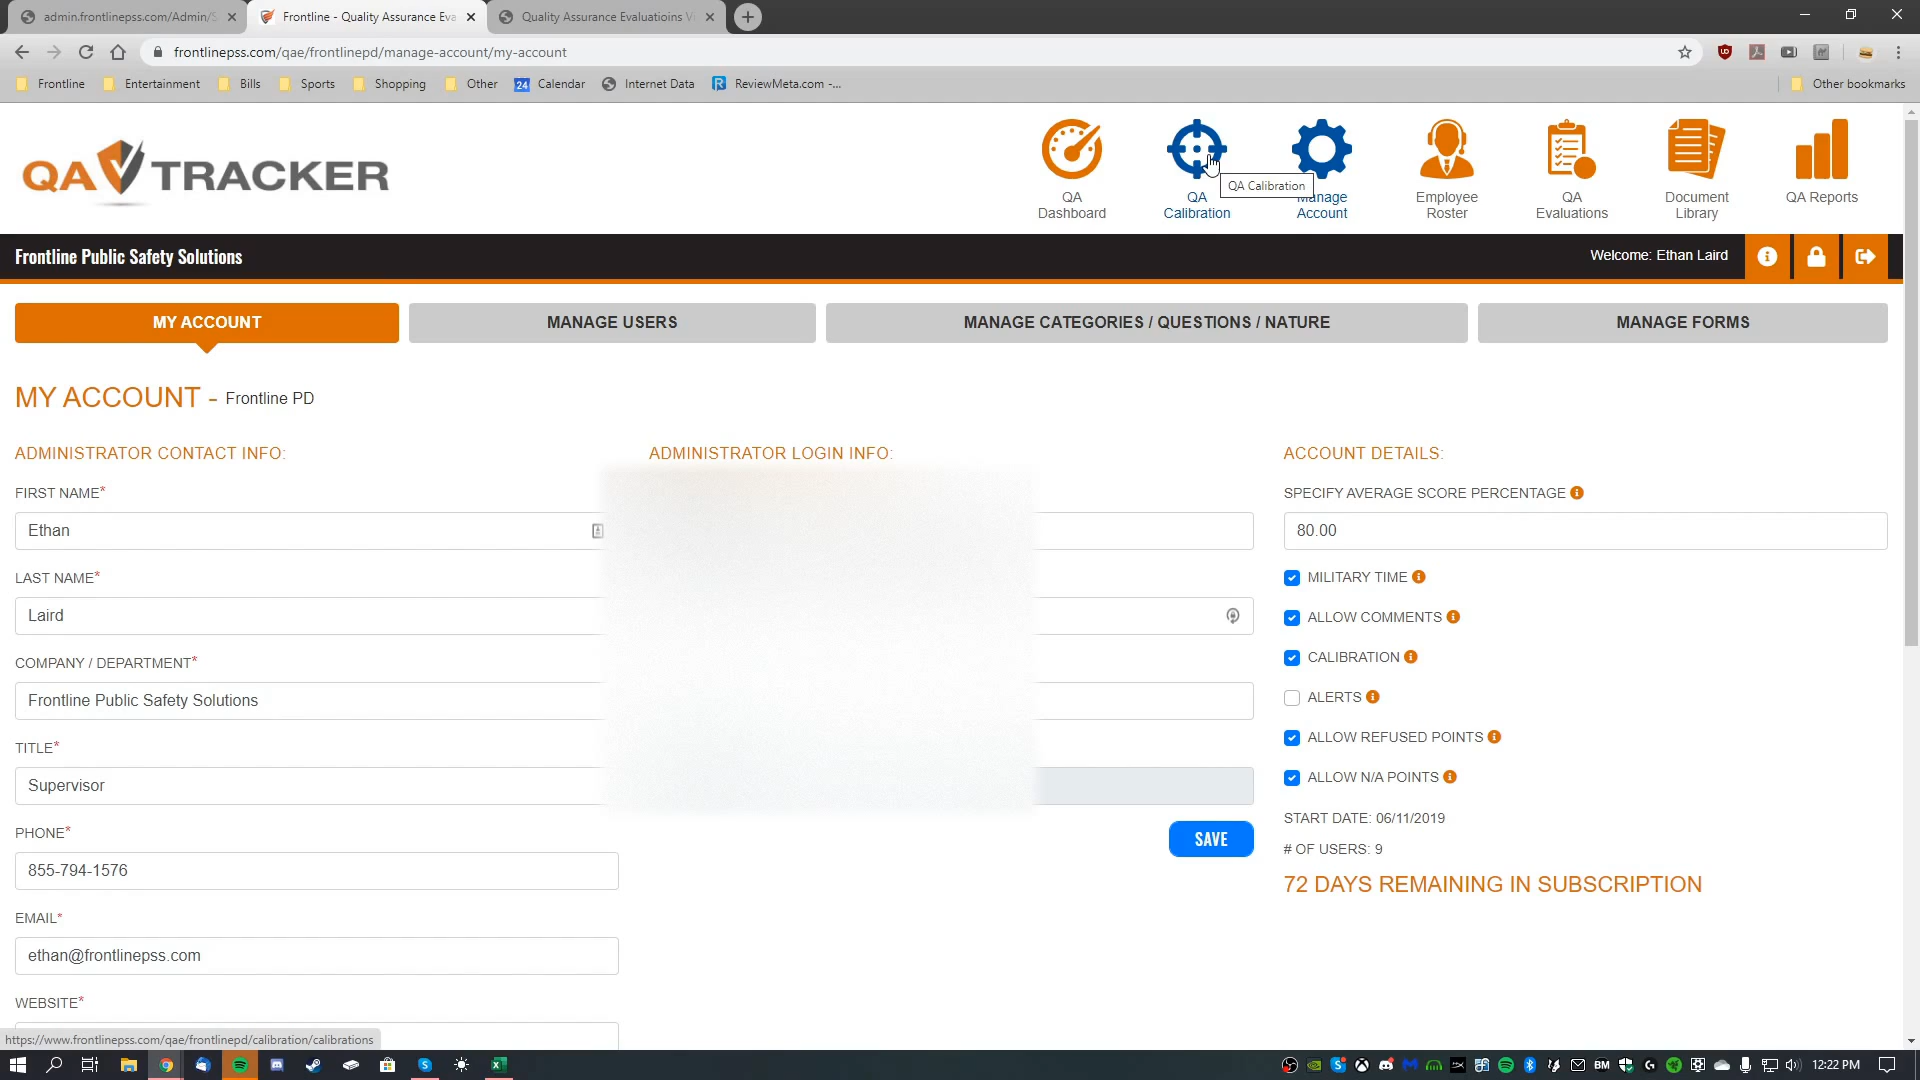 admin.frontlinepss.com/Admin/S
Frontline - Quality Assurance Eva
Quality Assurance Evaluatioins Vi
frontlinepss.com/qae/frontlinepd/manage-account/my-account
Frontline
Entertainment
Bills
Sports
Shopping
Other
24
Calendar
Internet Data
ReviewMeta.com -...
Other bookmarks
QA TRACKER
QA
Dashboard
QA
Calibration
QA Calibration
Manage
Account
Employee
Roster
QA
Evaluations
Document
Library
QA Reports
Frontline Public Safety Solutions
Welcome: Ethan Laird
MY ACCOUNT
MANAGE USERS
MANAGE CATEGORIES / QUESTIONS / NATURE
MANAGE FORMS
MY ACCOUNT - Frontline PD
ADMINISTRATOR CONTACT INFO:
FIRST NAME*
Ethan
LAST NAME*
Laird
COMPANY / DEPARTMENT*
Frontline Public Safety Solutions
TITLE*
Supervisor
PHONE*
855-794-1576
EMAIL*
ethan@frontlinepss.com
WEBSITE*
ADMINISTRATOR LOGIN INFO:
SAVE
ACCOUNT DETAILS:
SPECIFY AVERAGE SCORE PERCENTAGE
80.00
MILITARY TIME
ALLOW COMMENTS
CALIBRATION
ALERTS
ALLOW REFUSED POINTS
ALLOW N/A POINTS
START DATE: 06/11/2019
# OF USERS: 9
72 DAYS REMAINING IN SUBSCRIPTION
https://www.frontlinepss.com/qae/frontlinepd/calibration/calibrations
BM
12:22 PM